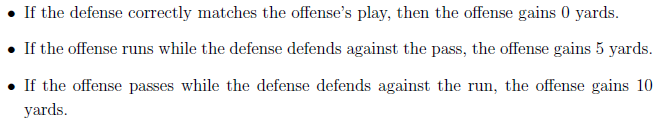 • If the defense correctly matches the offense's play, then the offense gains 0 yards.
• If the offense runs while the defense defends against the pass, the offense gains 5 yards.
• If the offense passes while the defense defends against the run, the offense gains 10
yards.